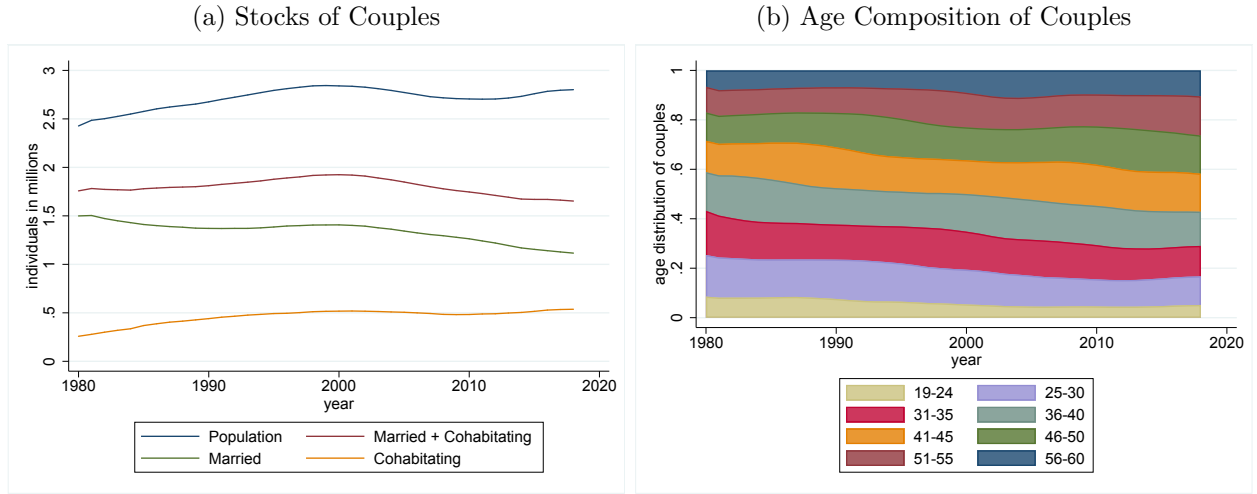 (a) Stocks of Couples
individuals in millions
3
2.5
2
1.5
1
.5
0
1980 1990 2000 2010 2020
year
Population Married + Cohabitating
Married Cohabitating
(b) Age Composition of Couples
age distribution of couples
1
.8
.6
.4
.2
0
1980 1990 2000 2010 2020
year
19-24 25-30
31-35 36-40
41-45 46-50
51-55 56-60